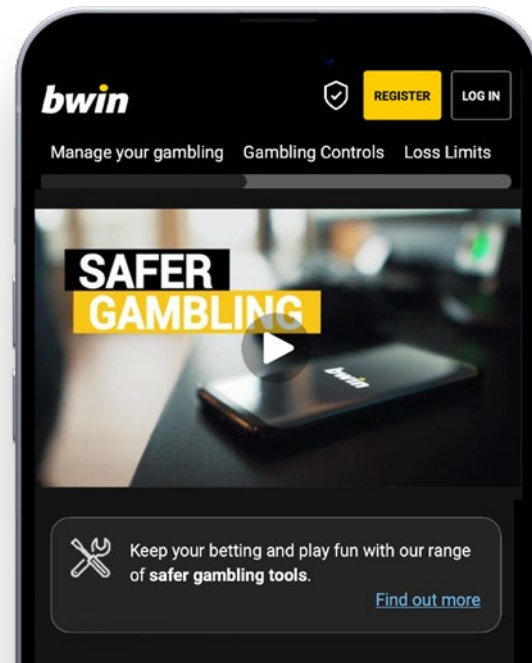 bwin
REGISTER
LOG IN
Manage your gambling Gambling Controls Loss Limits
SAFER
GAMBLING
bwin
Keep your betting and play fun with our range
of safer gambling tools.
Find out more